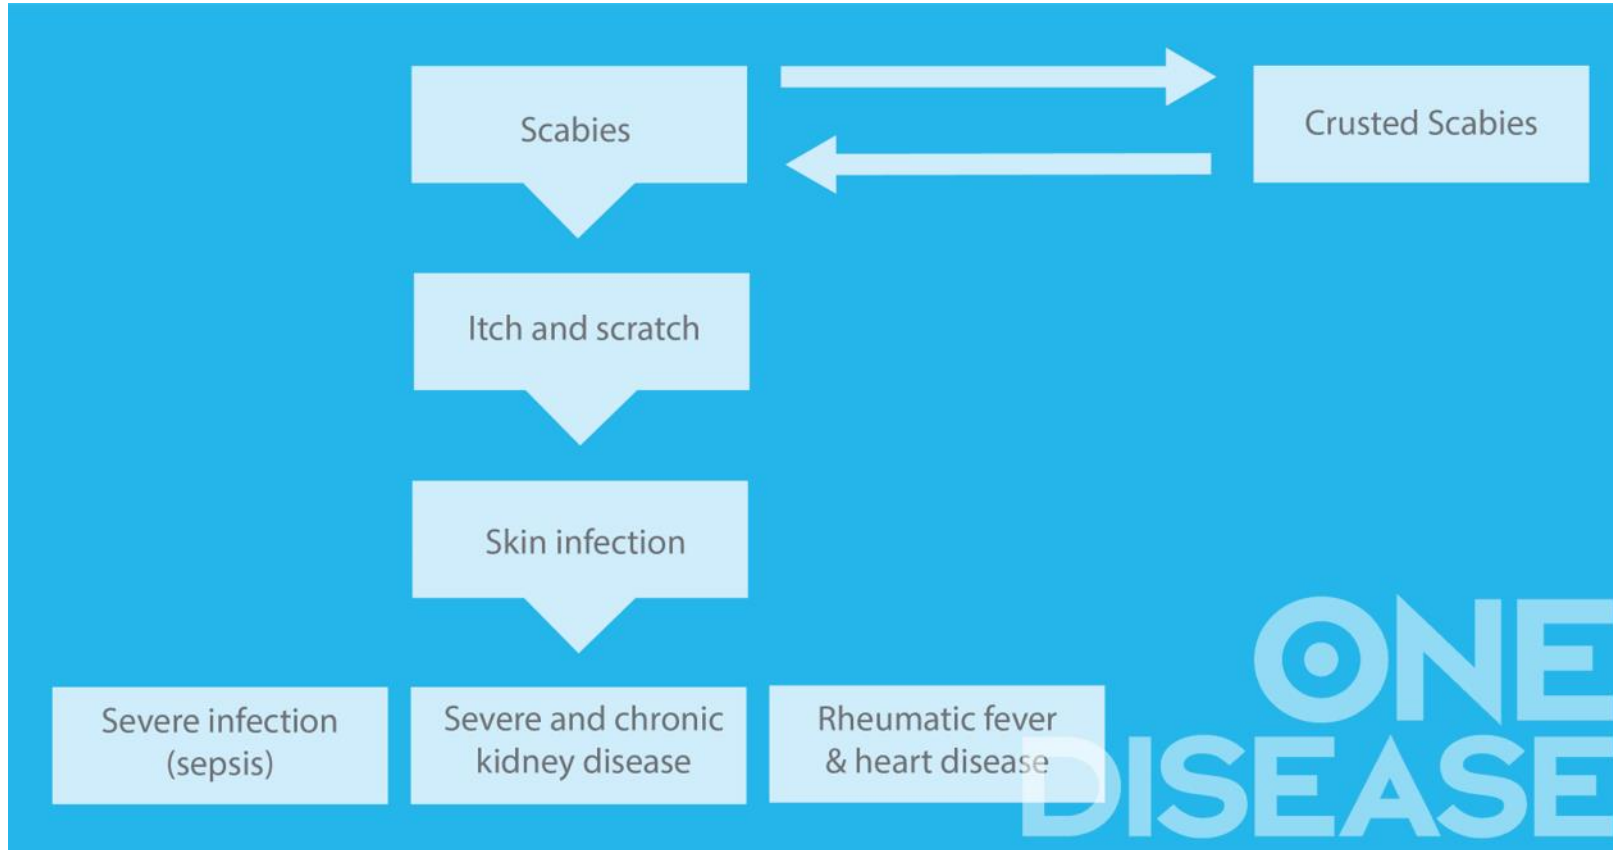 Scabies
Crusted Scabies
Itch and scratch
Skin infection
Severe infection
(sepsis)
Severe and chronic
kidney disease
Rheumatic fever
& heart disease
ONE
DISEASE